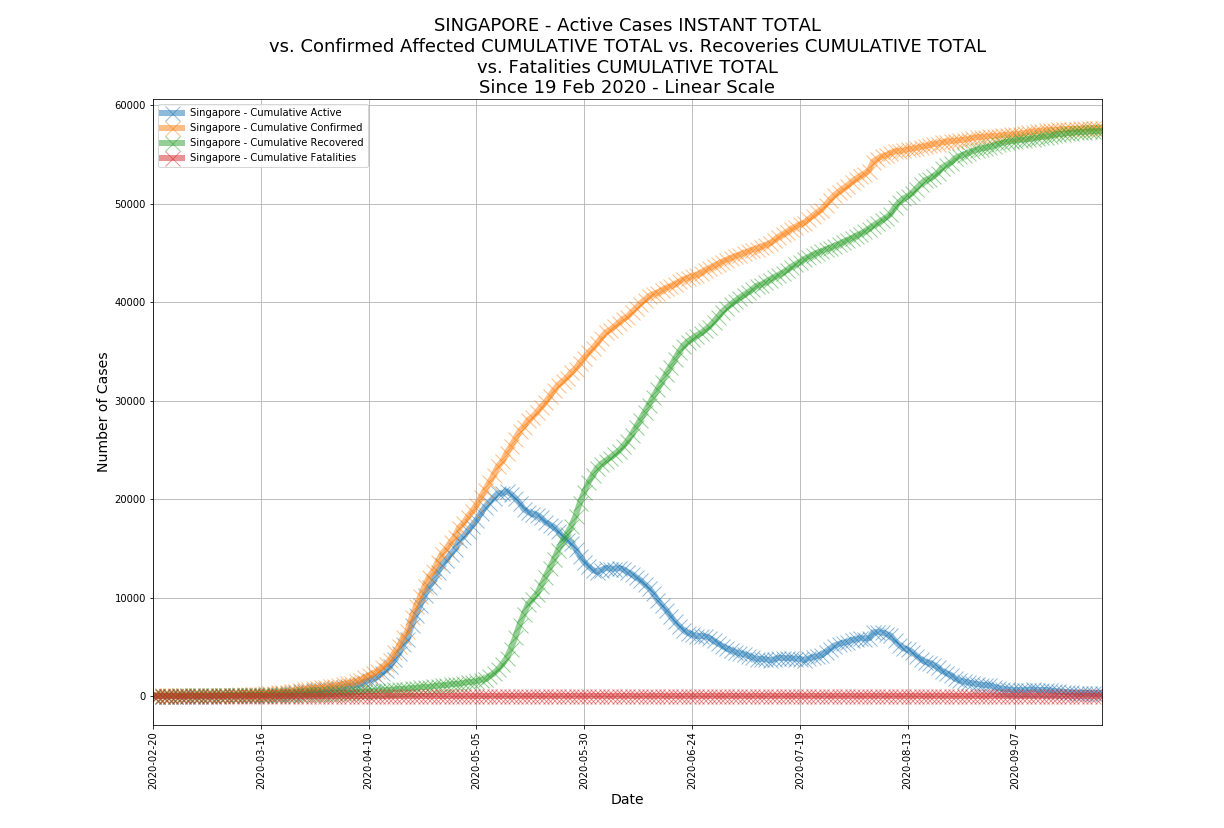 SINGAPORE - Active Cases INSTANT TOTAL
vs. Confirmed Affected CUMULATIVE TOTAL vs. Recoveries CUMULATIVE TOTAL
vs. Fatalities CUMULATIVE TOTAL
Since 19 Feb 2020 - Linear Scale
Singapore - Cumulative Active
Singapore - Cumulative Confirmed
Singapore - Cumulative Recovered
Singapore - Cumulative Fatalities
Number of Cases
60000
50000
40000
30000
20000
10000
0
2020-02-20
2020-03-16
2020-04-10
2020-05-05
2020-05-30
2020-06-24
2020-07-19
2020-08-13
2020-09-07
Date